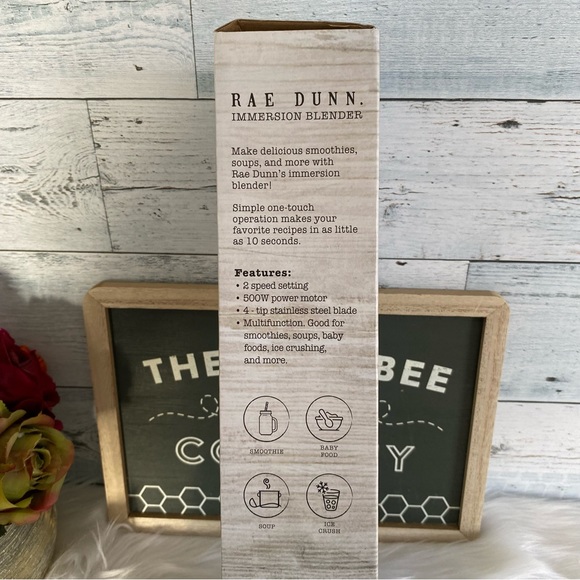 RAE DUNN.
IMMERSION BLENDER
Make delicious smoothies,
soups, and more with
Rae Dunn's immersion
blender!
Simple one-touch
operation makes your
favorite recipes in as little
as 10 seconds.
Features:
• 2 speed setting
• 500W power motor
• 4 - tip stainless steel blade
• Multifunction. Good for
smoothies, soups, baby
foods, ice crushing,
and more.
SMOOTHIE
BABY
FOOD
SOUP
ICE
CRUSH
THE BEE